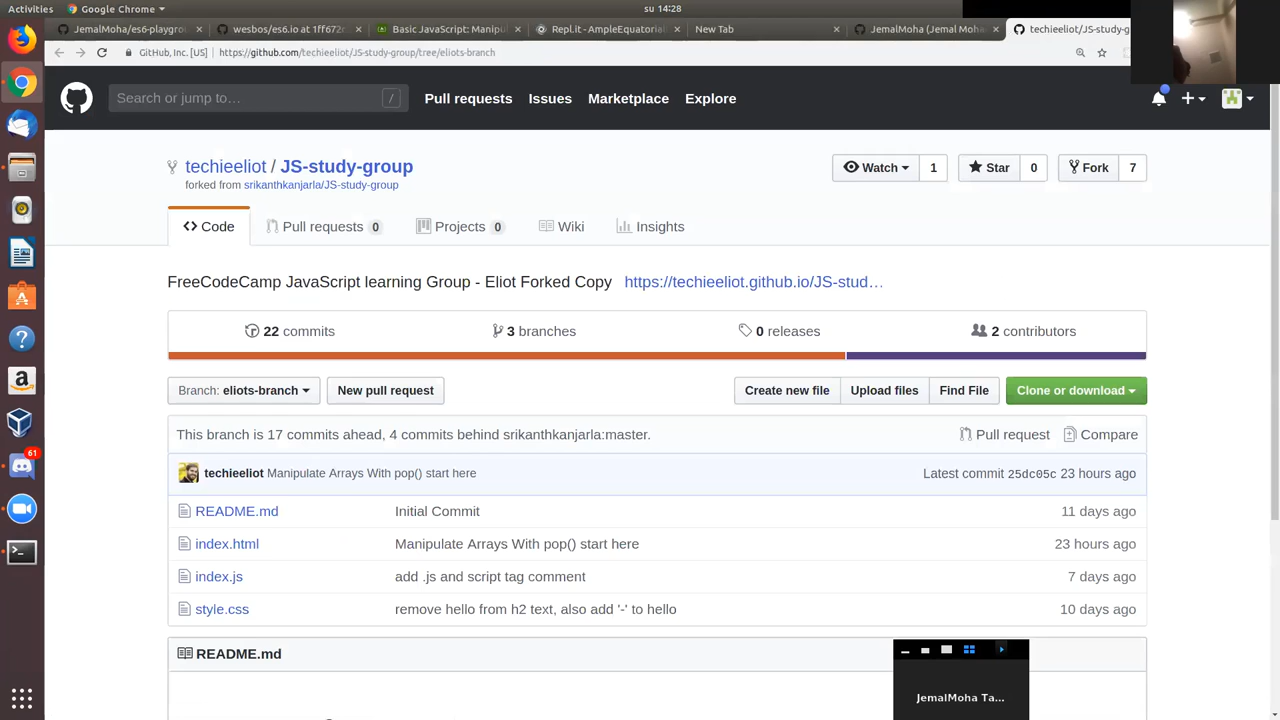 Activities
Google Chrome
su 14:28
JemalMoha/es6-playgro
wesbos/es6.io at 1ff672
Basic JavaScript: Manipul
Repl.it - AmpleEquatorial
New Tab
JemalMoha (Jemal Moha
techieeliot/JS-study-g
GitHub, Inc. [US]
https://github.com/techieeliot/JS-study-group/tree/eliots-branch
Search or jump to…
/
Pull requests
Issues
Marketplace
Explore
techieeliot / JS-study-group
forked from srikanthkanjarla/JS-study-group
Watch 1
Star 0
Fork 7
Code
Pull requests 0
Projects 0
Wiki
Insights
FreeCodeCamp JavaScript learning Group - Eliot Forked Copy https://techieeliot.github.io/JS-stud…
22 commits
3 branches
0 releases
2 contributors
Branch: eliots-branch
New pull request
Create new file
Upload files
Find File
Clone or download
This branch is 17 commits ahead, 4 commits behind srikanthkanjarla:master.
Pull request
Compare
techieeliot Manipulate Arrays With pop() start here
Latest commit 25dc05c 23 hours ago
README.md Initial Commit 11 days ago
index.html Manipulate Arrays With pop() start here 23 hours ago
index.js add .js and script tag comment 7 days ago
style.css remove hello from h2 text, also add '-' to hello 10 days ago
61
README.md
JemalMoha Ta...